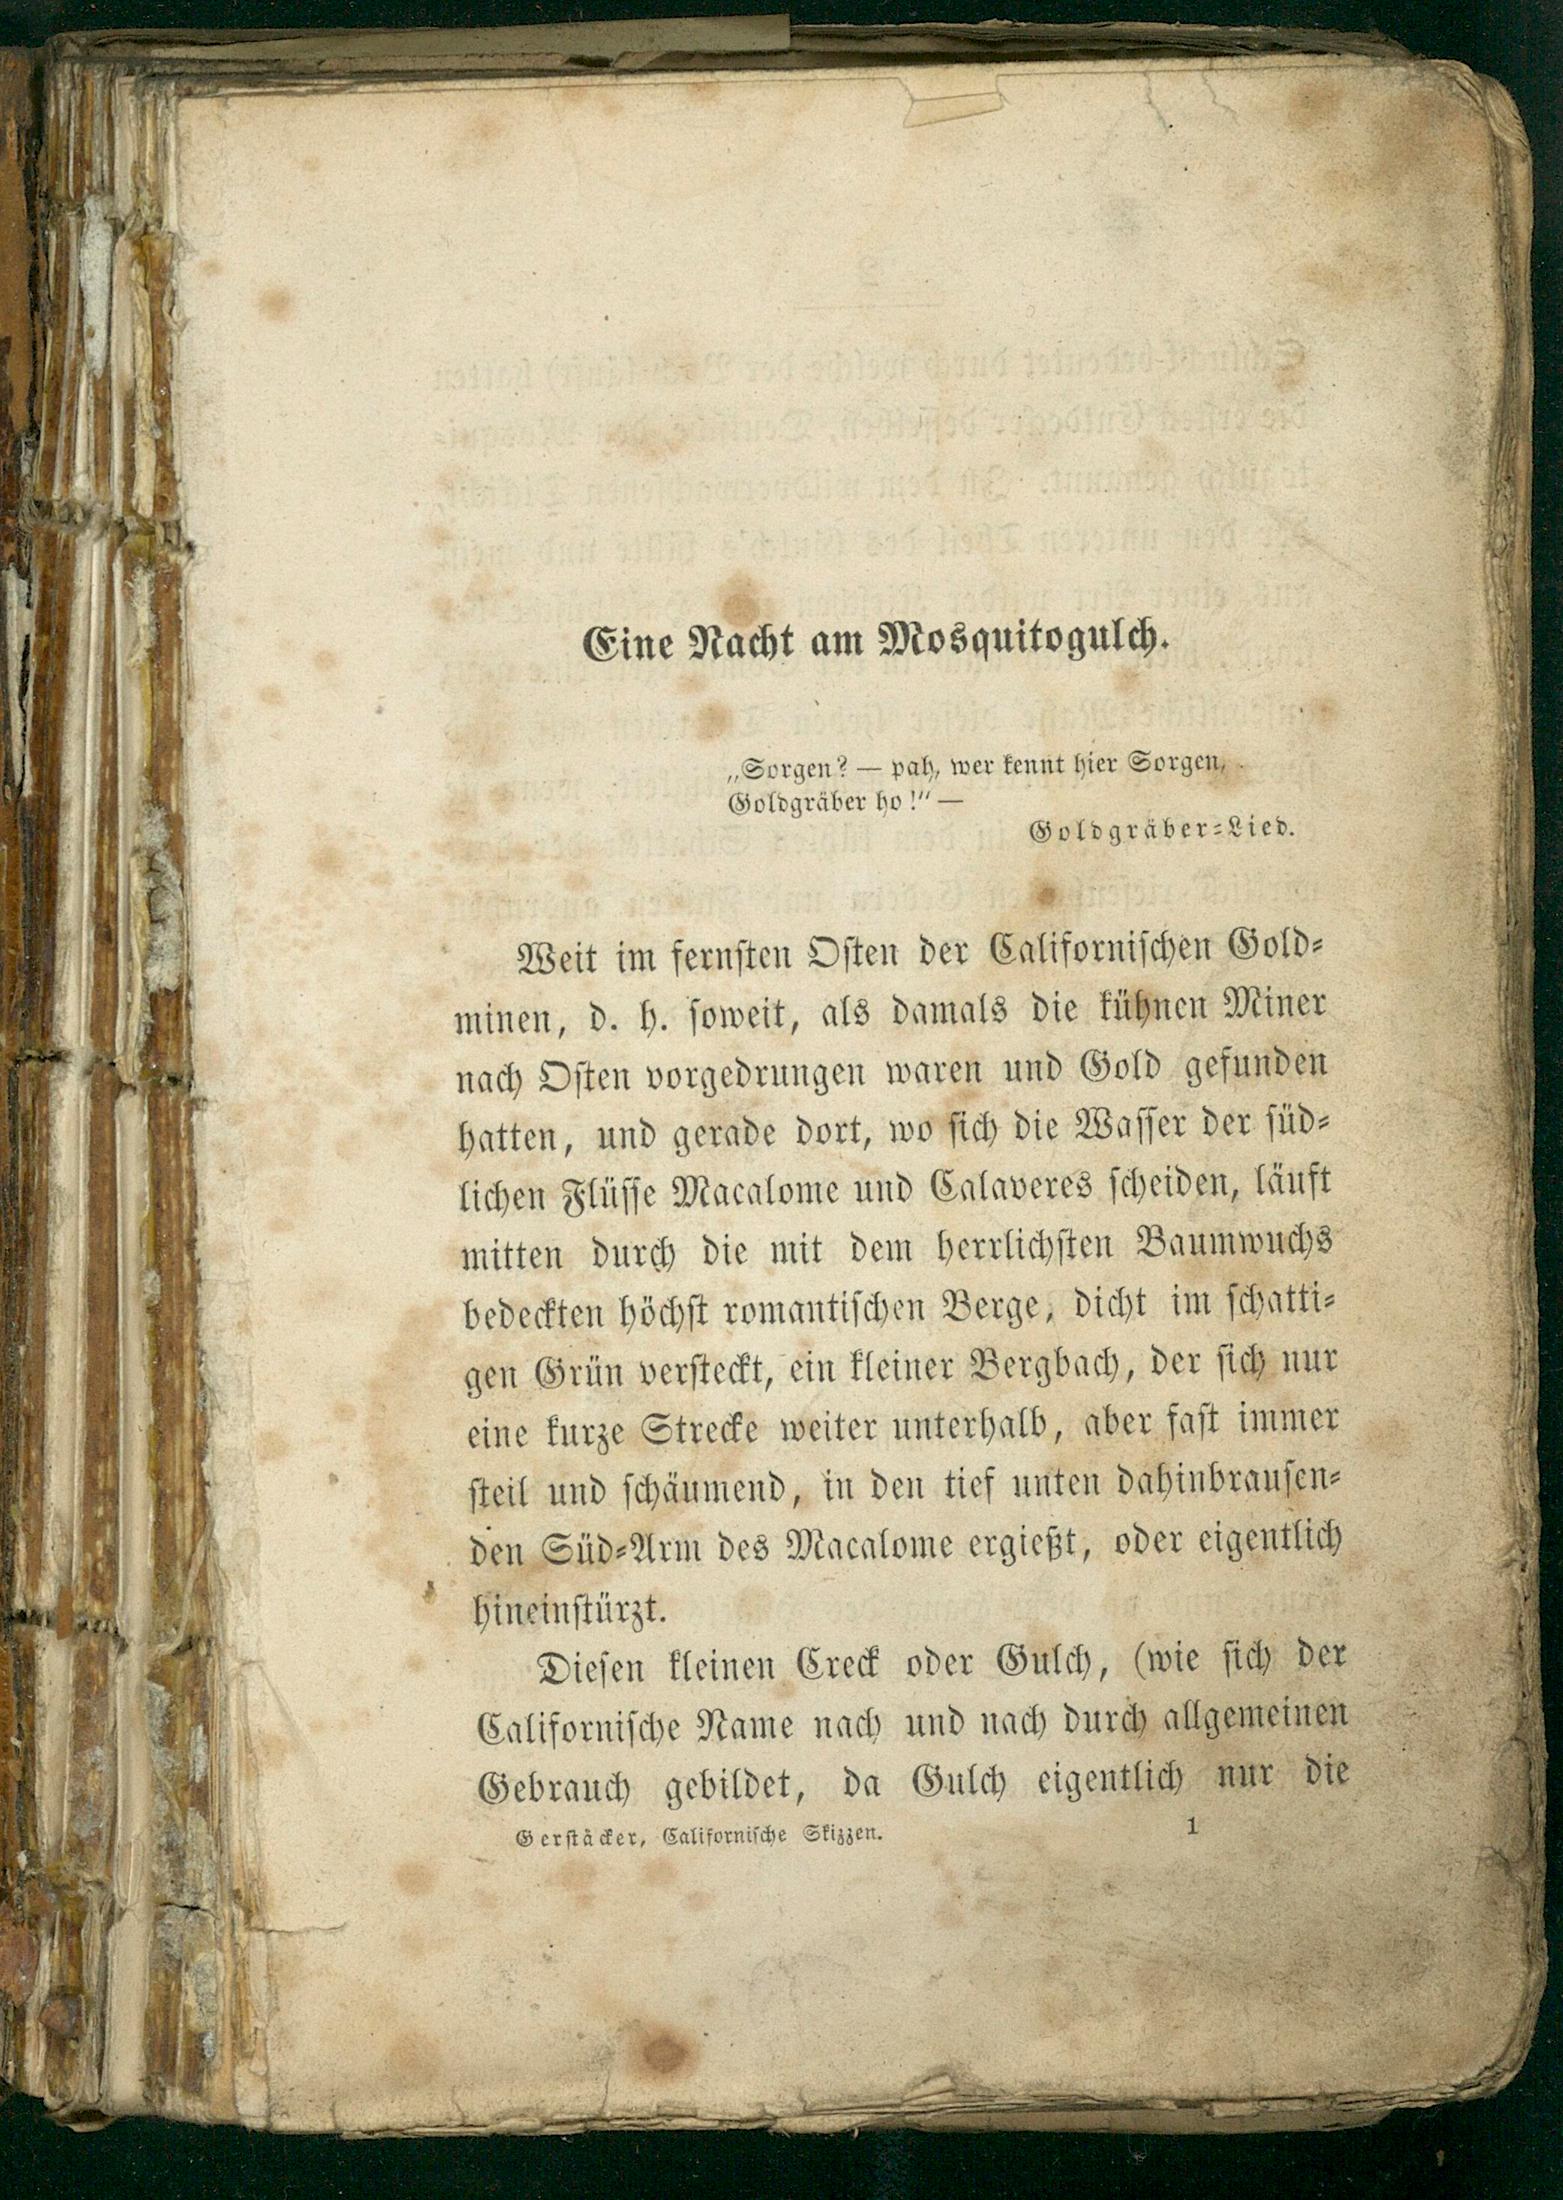 Eine Nacht am Mosquitogulch.
„Sorgen? — pah, wer kennt hier Sorgen,
Goldgräber ho!“ —
Goldgräber-Lied.
Weit im fernsten Osten der Californischen Gold-
minen, d. h. soweit, als damals die kühnen Miner
nach Osten vorgedrungen waren und Gold gefunden
hatten, und gerade dort, wo sich die Wasser der süd-
lichen Flüsse Macalome und Calaveres scheiden, läuft
mitten durch die mit dem herrlichsten Baumwuchs
bedeckten höchst romantischen Berge, dicht im schatti-
gen Grün versteckt, ein kleiner Bergbach, der sich nur
eine kurze Strecke weiter unterhalb, aber fast immer
steil und schäumend, in den tief unten dahinbrausen-
den Süd-Arm des Macalome ergießt, oder eigentlich
hineinstürzt.
Diesen kleinen Creck oder Gulch, (wie sich der
Californische Name nach und nach durch allgemeinen
Gebrauch gebildet, da Gulch eigentlich nur die
Gerstäcker, Californische Skizzen. 1